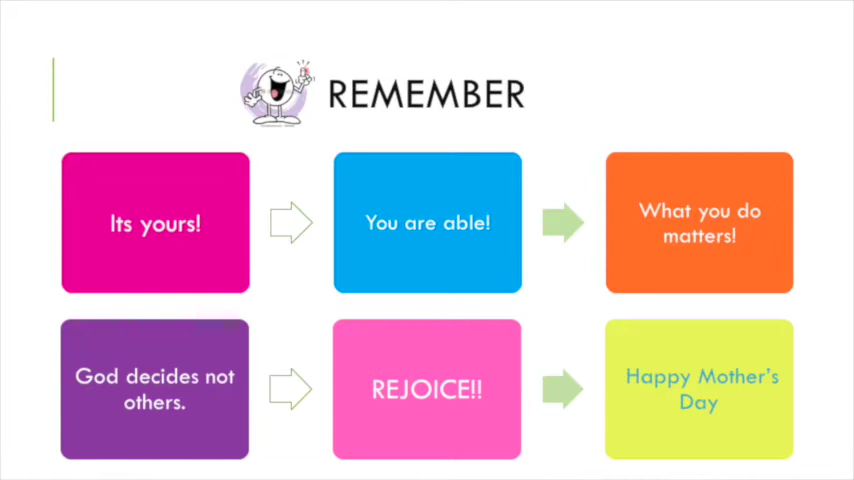 REMEMBER
Its yours!
You are able!
What you do
matters!
God decides not
others.
REJOICE!!
Happy Mother's
Day